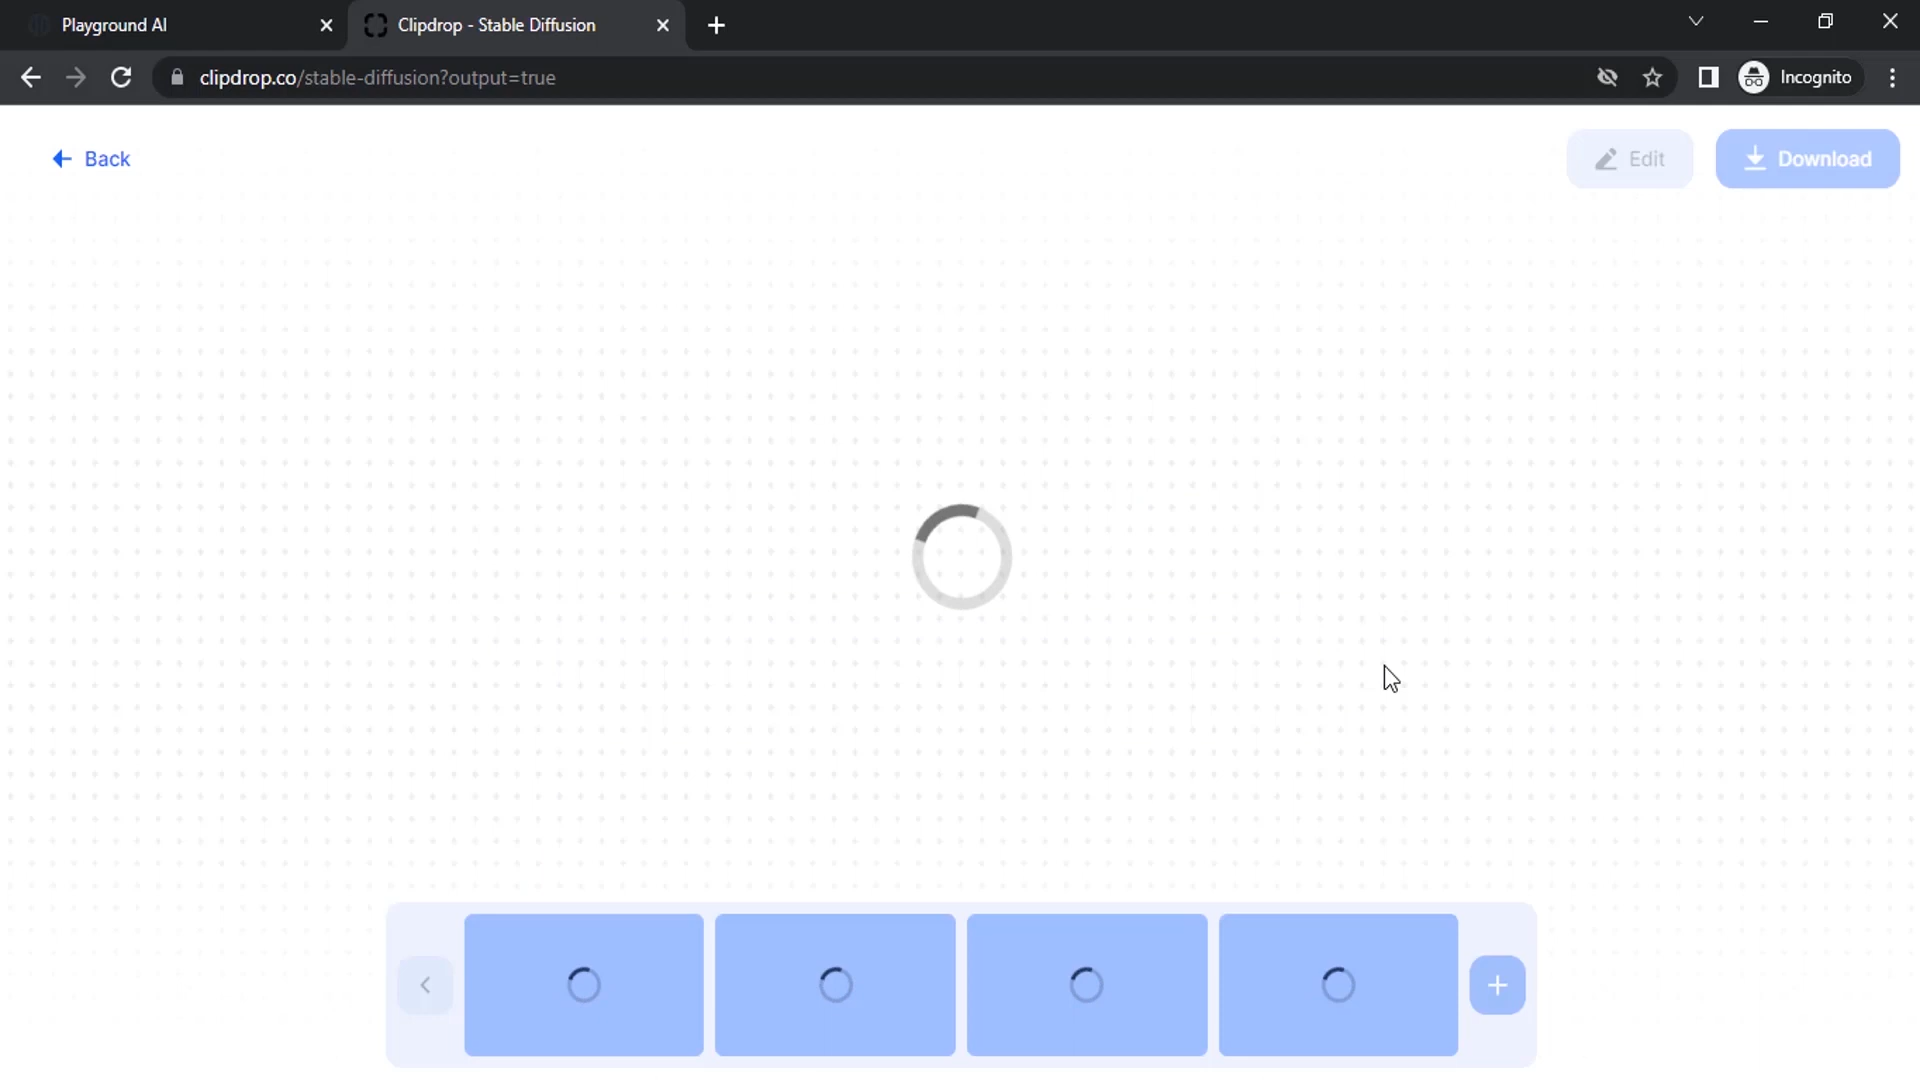 Playground AI
Clipdrop - Stable Diffusion
clipdrop.co/stable-diffusion?output=true
Incognito
Back
Edit
Download